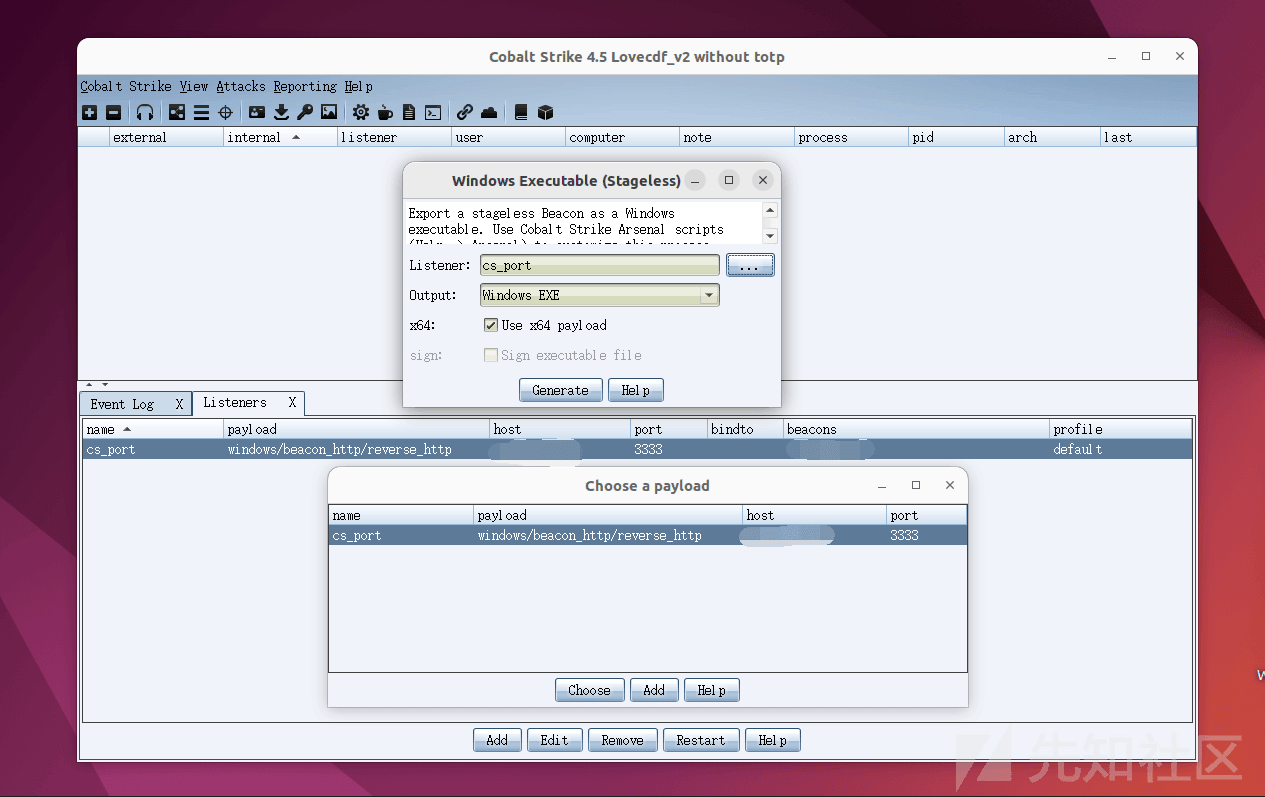 Cobalt Strike 4.5 Lovecdf_v2 without totp
Cobalt Strike View Attacks Reporting Help
external internal listener user computer note process pid arch last
Windows Executable (Stageless)
Export a stageless Beacon as a Windows
executable. Use Cobalt Strike Arsenal scripts
Listener: cs_port ...
Output: Windows EXE
x64: Use x64 payload
sign: Sign executable file
Generate Help
Event Log X Listeners X
name payload host port bindto beacons profile
cs_port windows/beacon_http/reverse_http 3333 default
Choose a payload
name payload host port
cs_port windows/beacon_http/reverse_http 3333
Choose Add Help
Add Edit Remove Restart Help
先知社区